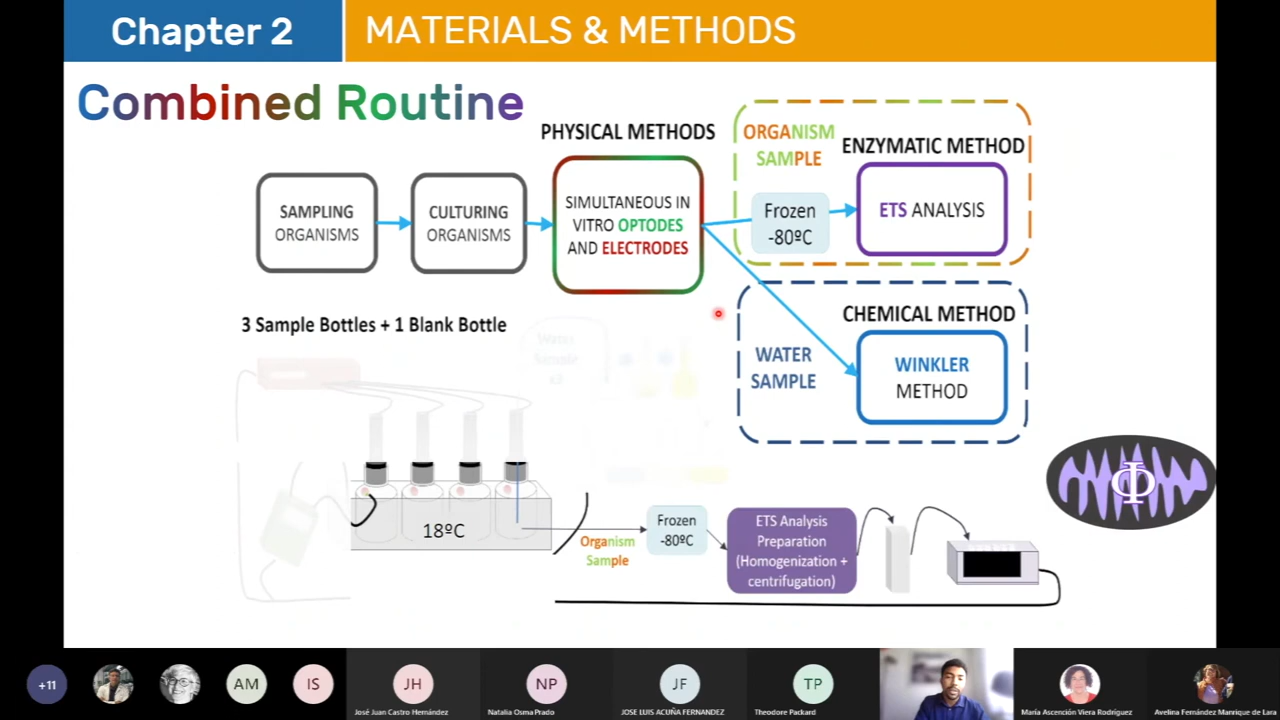 Chapter 2
MATERIALS & METHODS
Combined Routine
PHYSICAL METHODS
SAMPLING
ORGANISMS
CULTURING
ORGANISMS
SIMULTANEOUS IN
VITRO OPTODES
AND ELECTRODES
ORGANISM
SAMPLE
ENZYMATIC METHOD
Frozen
-80ºC
ETS ANALYSIS
CHEMICAL METHOD
WATER
SAMPLE
WINKLER
METHOD
3 Sample Bottles + 1 Blank Bottle
Water
Sample
x3
18ºC
Organism
Sample
Frozen
-80ºC
ETS Analysis
Preparation
(Homogenization +
centrifugation)
Φ
+11
AM
IS
JH
José Juan Castro Hernández
NP
Natalia Osma Prado
JF
JOSE LUIS ACUÑA FERNANDEZ
TP
Theodore Packard
María Ascención Viera Rodríguez
Avelina Fernández Manrique de Lara